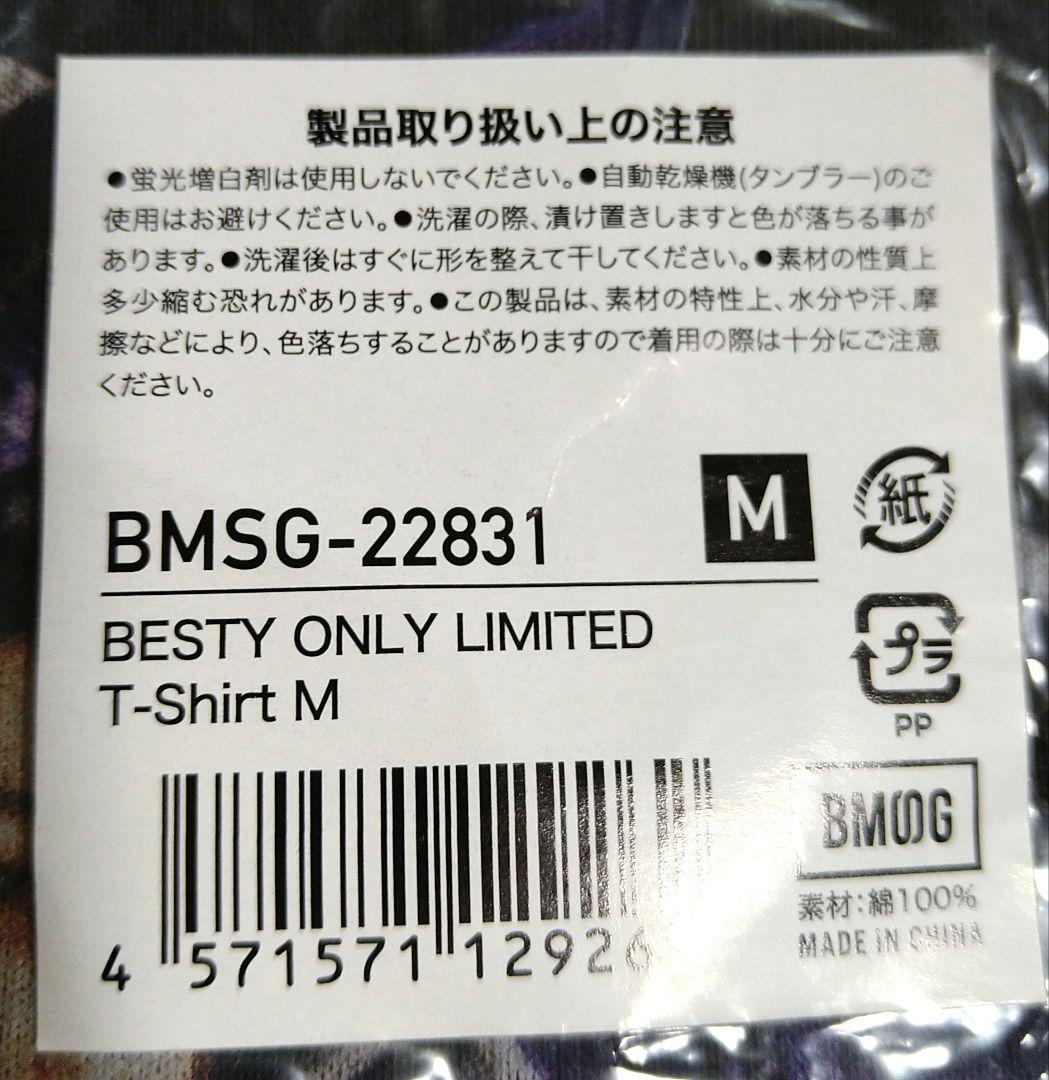 製品取り扱い上の注意
●蛍光増白剤は使用しないでください。●自動乾燥機(タンブラー)のご
使用はお避けください。●洗濯の際、漬け置きしますと色が落ちる事が
あります。●洗濯後はすぐに形を整えて干してください。●素材の性質上
多少縮む恐れがあります。●この製品は、素材の特性上、水分や汗、摩
擦などにより、色落ちすることがありますので着用の際は十分にご注意
ください。
BMSG-22831
M
紙
BESTY ONLY LIMITED
T-Shirt M
プラ
PP
BMSG
素材:綿100%
MADE IN CHINA
4 571571 12926